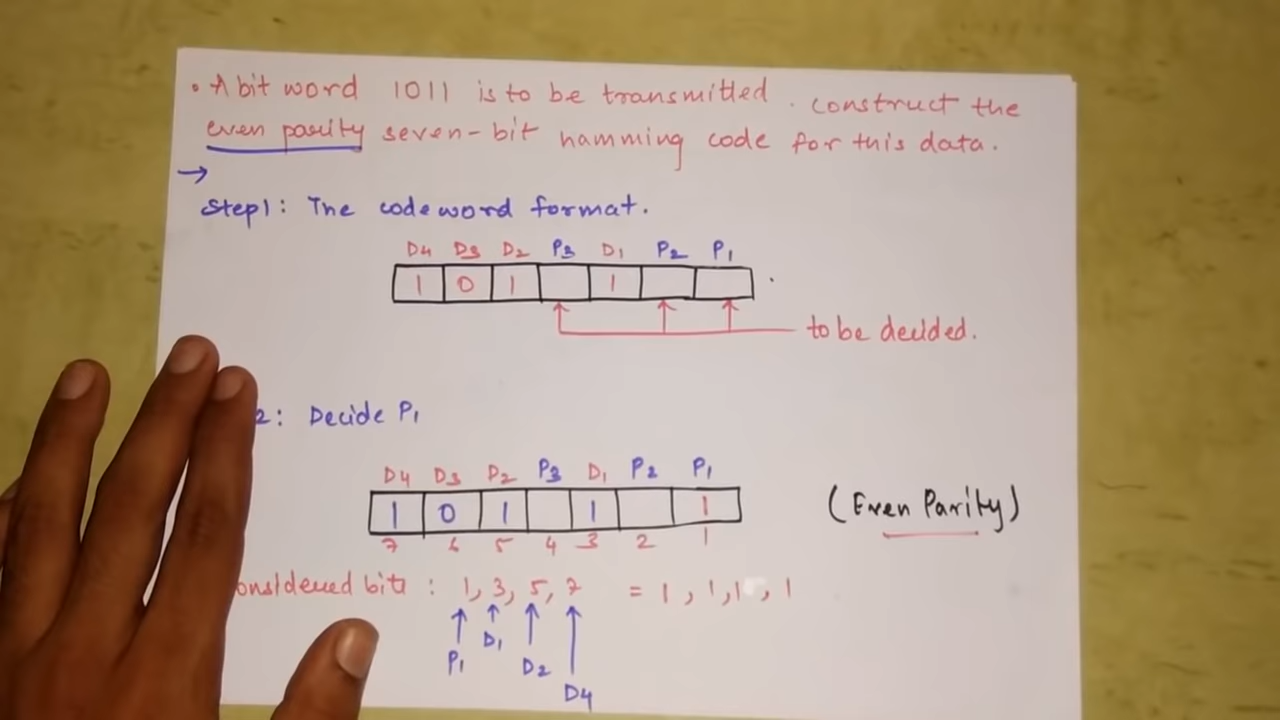 • A bit word 1011 is to be transmitted. construct the
even parity seven-bit hamming code for this data.
→
Step1: The codeword format.
D4 D3 D2 P3 D1 P2 P1
1 0 1 1
to be decided.
2: Decide P1
D4 D3 D2 P3 D1 P2 P1
1 0 1 1 1
(Even Parity)
7 6 5 4 3 2 1
onsidered bits : 1, 3, 5, 7 = 1, 1, 1, 1
P1 D1 D2 D4